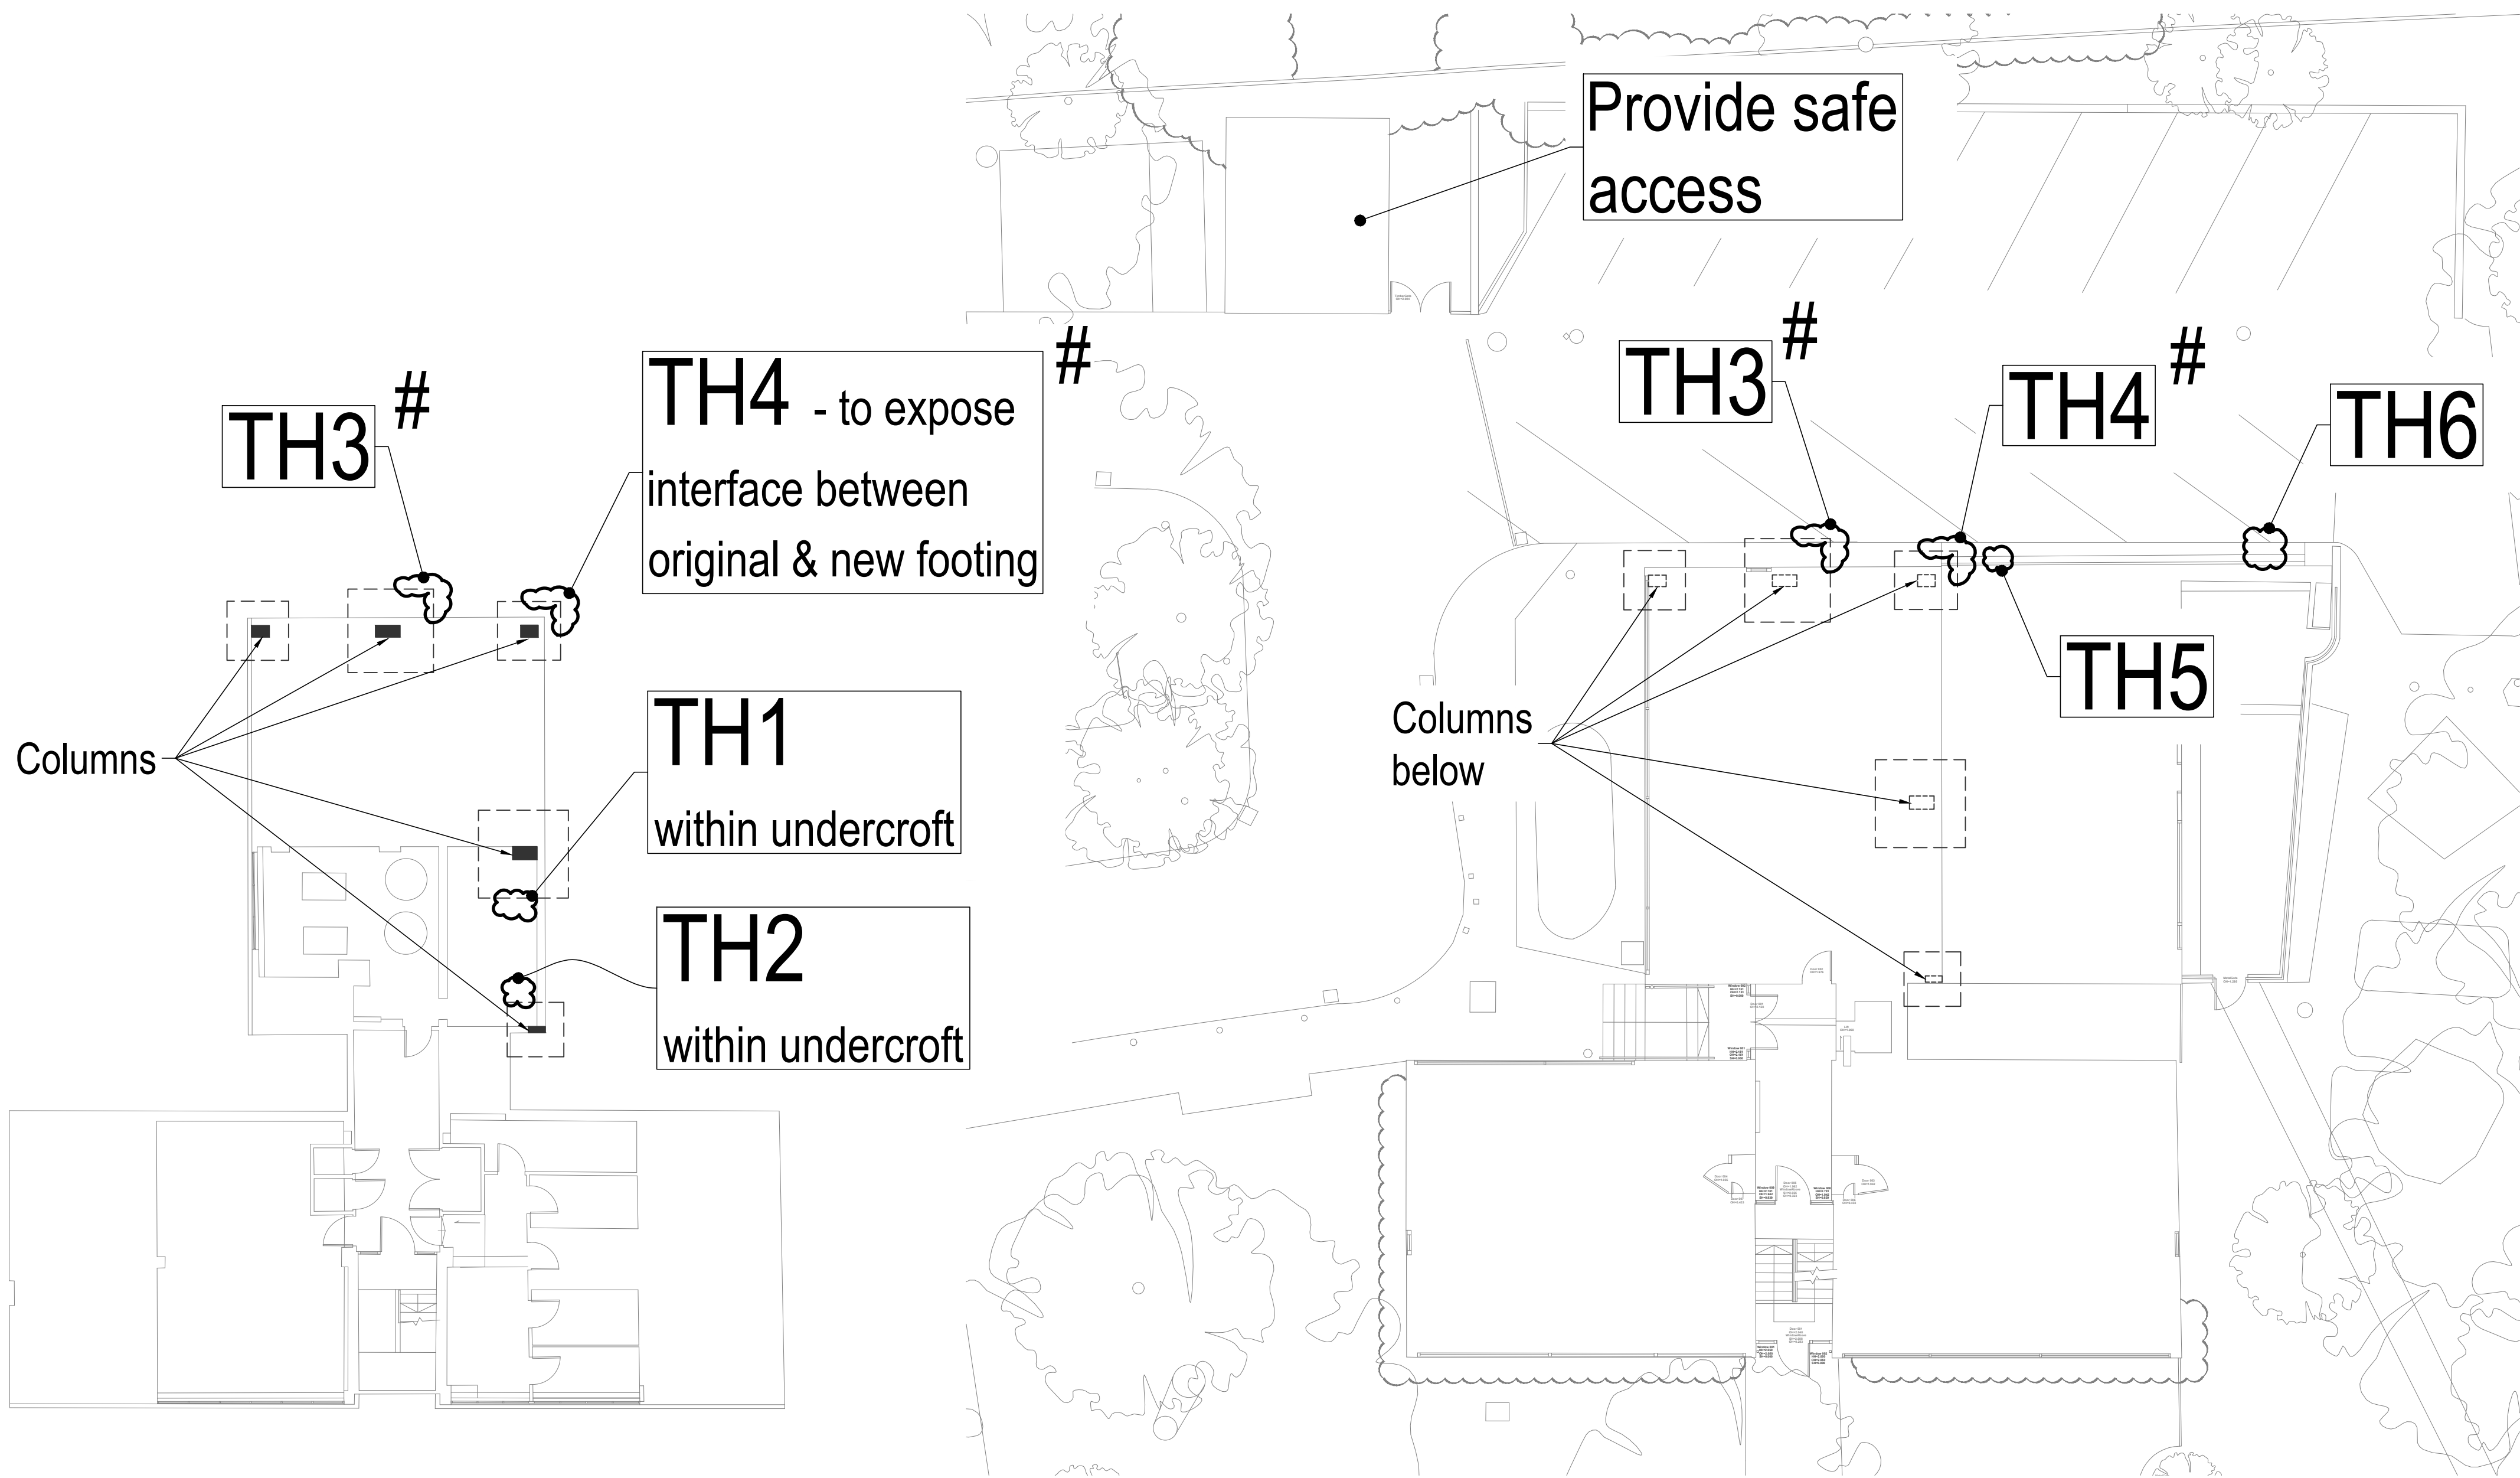 Provide safe
access
TH3 #
TH4 - to expose #
interface between
original & new footing
TH1
within undercroft
Columns
TH2
within undercroft
TH3 #
TH4 #
TH6
TH5
Columns
below